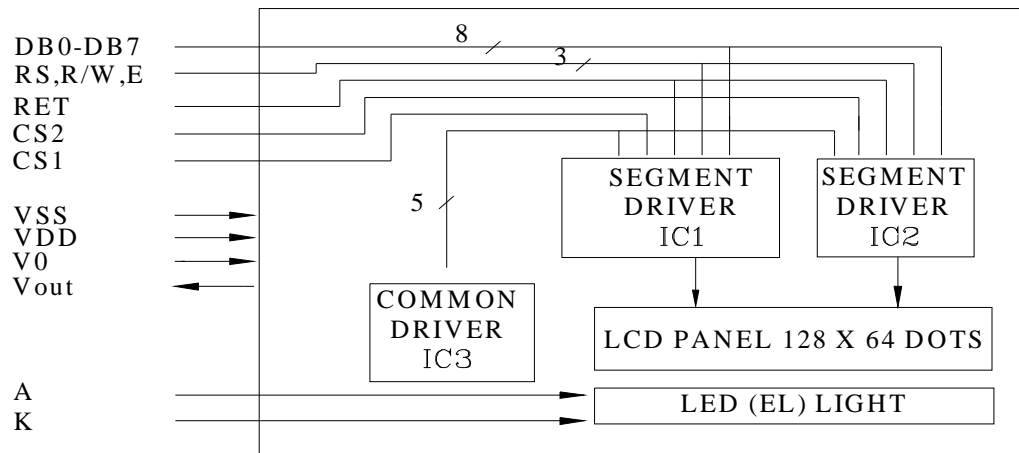 DB0-DB7
8
RS,R/W,E
3
RET
CS2
CS1
5
SEGMENT
DRIVER
IC1
SEGMENT
DRIVER
IC2
VSS
VDD
V0
Vout
COMMON
DRIVER
IC3
LCD PANEL 128 X 64 DOTS
A
K
LED (EL) LIGHT